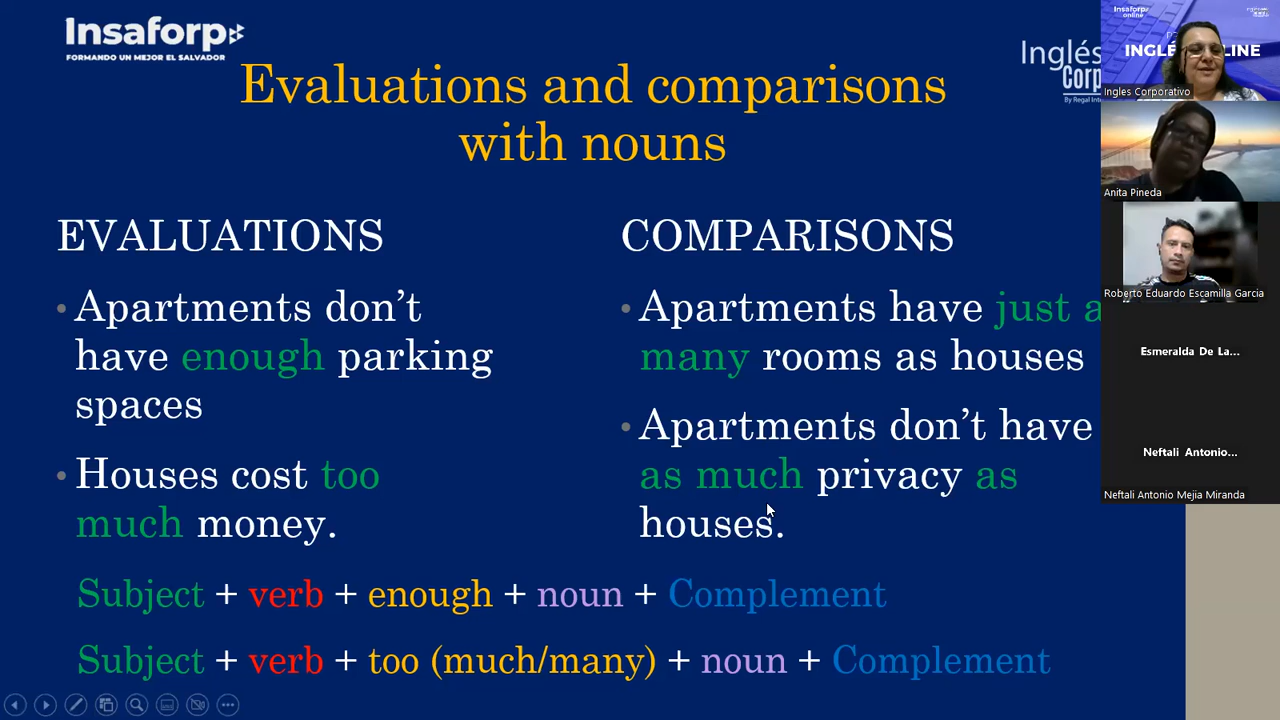 Insaforp
FORMANDO UN MEJOR EL SALVADOR
Inglés
Corp
Evaluations and comparisons
with nouns
EVALUATIONS
• Apartments don't
have enough parking
spaces
• Houses cost too
much money.
COMPARISONS
• Apartments have just a
many rooms as houses
• Apartments don't have
as much privacy as
houses.
Subject + verb + enough + noun + Complement
Subject + verb + too (much/many) + noun + Complement
Insaforp
online
INGLÉ LINE
Ingles Corporativo
Anita Pineda
Roberto Eduardo Escamilla Garcia
Esmeralda De La...
Neftali Antonio...
Neftali Antonio Mejia Miranda